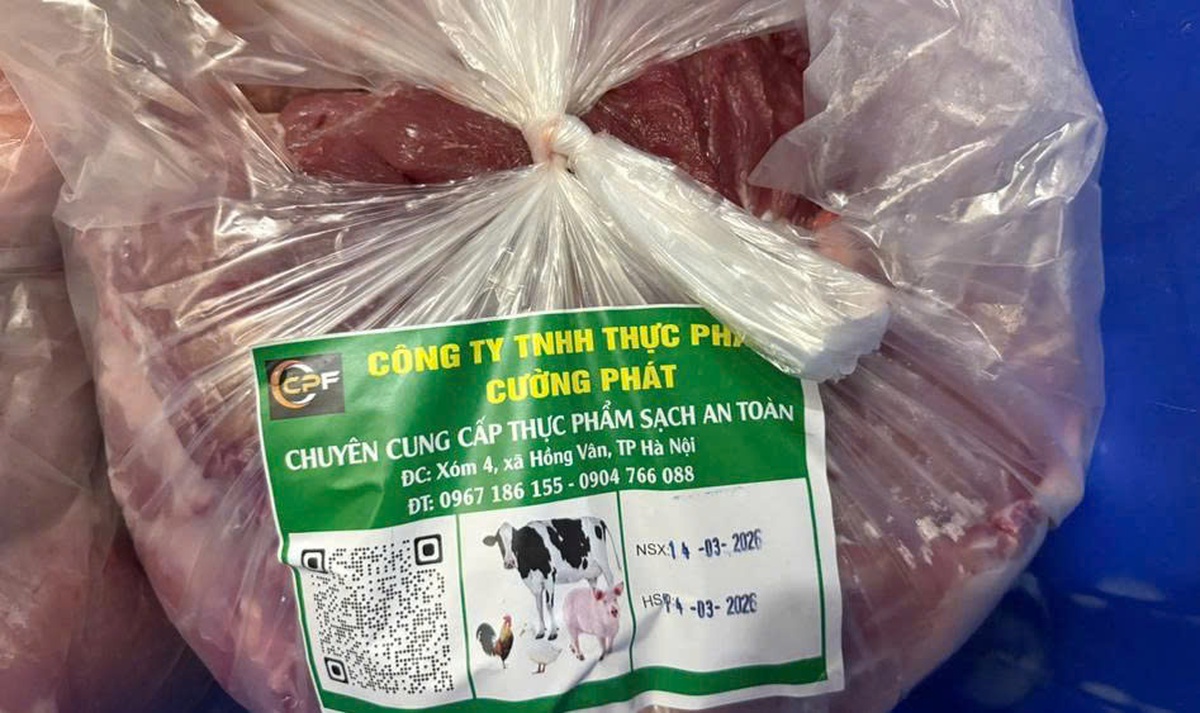 CPF
CÔNG TY TNHH THỰC
CƯỜNG PHÁT
CHUYÊN CUNG CẤP THỰC PHẨM SẠCH AN TOÀN
ĐC: Xóm 4, xã Hồng Vân, TP Hà Nội
ĐT: 0967 186 155 - 0904 766 088
NSX: 14 -03- 2026
14 -03- 2026